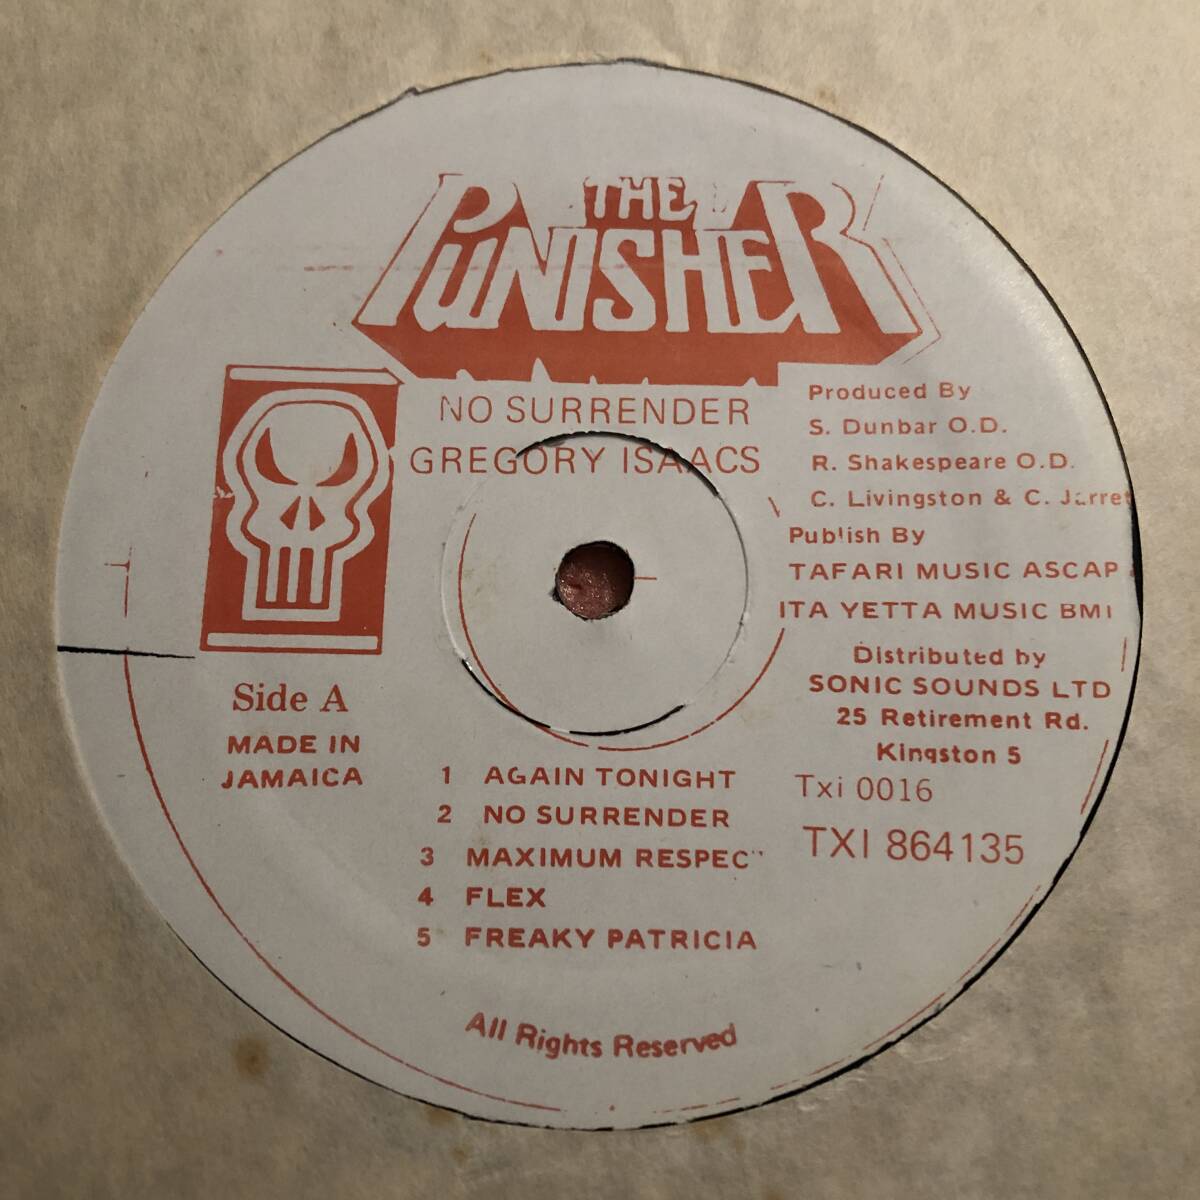 THE
PUNISHER
NO SURRENDER
GREGORY ISAACS
Produced By
S. Dunbar O.D.
R. Shakespeare O.D.
C. Livingston & C. Jarret
Publish By
TAFARI MUSIC ASCAP
ITA YETTA MUSIC BMI
Distributed by
SONIC SOUNDS LTD
25 Retirement Rd.
Kingston 5
Txi 0016
TXI 864135
Side A
MADE IN
JAMAICA
1 AGAIN TONIGHT
2 NO SURRENDER
3 MAXIMUM RESPEC
4 FLEX
5 FREAKY PATRICIA
All Rights Reserved